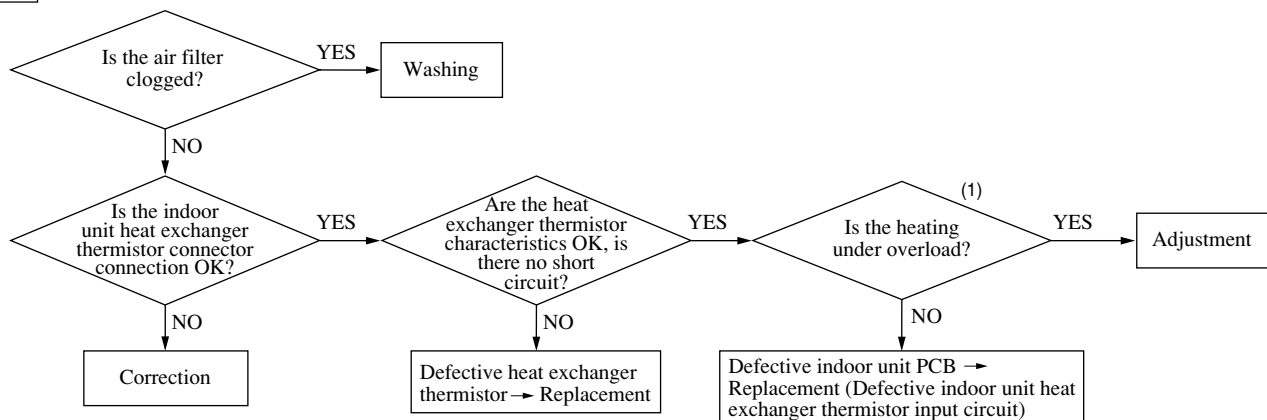 Is the air filter
clogged?
YES
Washing
NO
Is the indoor
unit heat exchanger
thermistor connector
connection OK?
YES
Are the heat
exchanger thermistor
characteristics OK, is
there no short
circuit?
YES
(1)
Is the heating
under overload?
YES
Adjustment
NO
Correction
NO
Defective heat exchanger
thermistor → Replacement
NO
Defective indoor unit PCB →
Replacement (Defective indoor unit heat
exchanger thermistor input circuit)